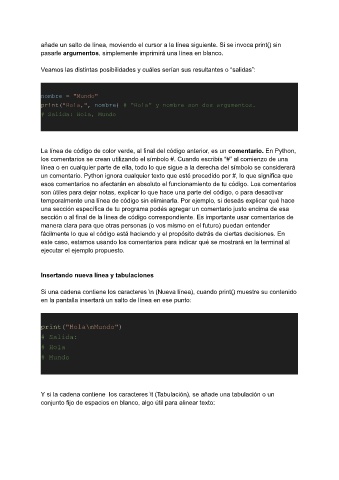 añade un salto de línea, moviendo el cursor a la línea siguiente. Si se invoca print() sin
pasarle argumentos, simplemente imprimirá una línea en blanco.
Veamos las distintas posibilidades y cuáles serían sus resultantes o "salidas":
nombre = "Mundo"
print("Hola,", nombre) # "Hola" y nombre son dos argumentos.
# Salida: Hola, Mundo
La línea de código de color verde, al final del código anterior, es un comentario. En Python,
los comentarios se crean utilizando el símbolo #. Cuando escribís "#" al comienzo de una
línea o en cualquier parte de ella, todo lo que sigue a la derecha del símbolo se considerará
un comentario. Python ignora cualquier texto que esté precedido por #, lo que significa que
esos comentarios no afectarán en absoluto el funcionamiento de tu código. Los comentarios
son útiles para dejar notas, explicar lo que hace una parte del código, o para desactivar
temporalmente una línea de código sin eliminarla. Por ejemplo, si deseás explicar qué hace
una sección específica de tu programa podés agregar un comentario justo encima de esa
sección o al final de la línea de código correspondiente. Es importante usar comentarios de
manera clara para que otras personas (o vos mismo en el futuro) puedan entender
fácilmente lo que el código está haciendo y el propósito detrás de ciertas decisiones. En
este caso, estamos usando los comentarios para indicar qué se mostrará en la terminal al
ejecutar el ejemplo propuesto.
Insertando nueva línea y tabulaciones
Si una cadena contiene los caracteres \n (Nueva línea), cuando print() muestre su contenido
en la pantalla insertará un salto de línea en ese punto:
print("Hola\nMundo")
# Salida:
# Hola
# Mundo
Y si la cadena contiene los caracteres \t (Tabulación), se añade una tabulación o un
conjunto fijo de espacios en blanco, algo útil para alinear texto: